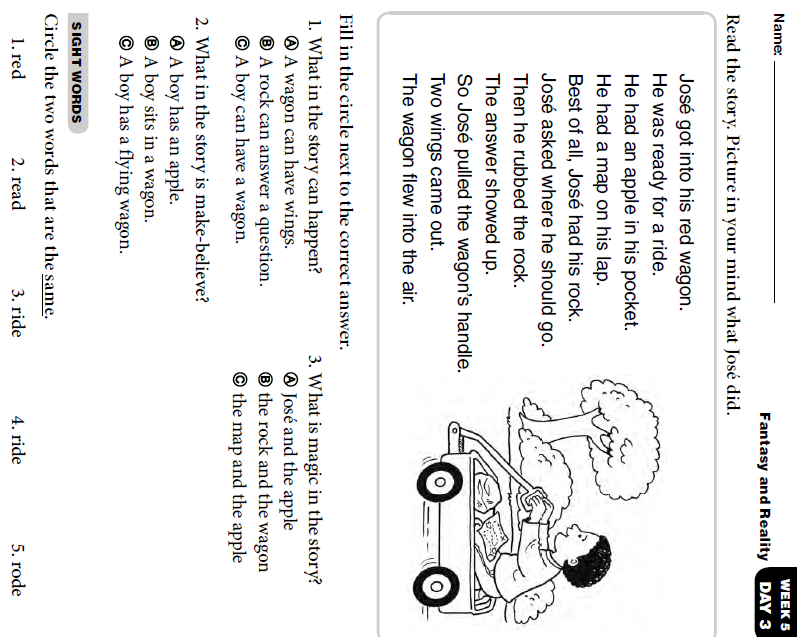 Name:
Fantasy and Reality
WEEK 5
DAY 3
Read the story. Picture in your mind what José did.
José got into his red wagon.
He was ready for a ride.
He had an apple in his pocket.
He had a map on his lap.
Best of all, José had his rock.
José asked where he should go.
Then he rubbed the rock.
The answer showed up.
So José pulled the wagon's handle.
Two wings came out.
The wagon flew into the air.
Fill in the circle next to the correct answer.
1. What in the story can happen?
Ⓐ A wagon can have wings.
Ⓑ A rock can answer a question.
Ⓒ A boy can have a wagon.
2. What in the story is make-believe?
Ⓐ A boy has an apple.
Ⓑ A boy sits in a wagon.
Ⓒ A boy has a flying wagon.
3. What is magic in the story?
Ⓐ José and the apple
Ⓑ the rock and the wagon
Ⓒ the map and the apple
SIGHT WORDS
Circle the two words that are the same.
1. red 2. read 3. ride 4. ride 5. rode